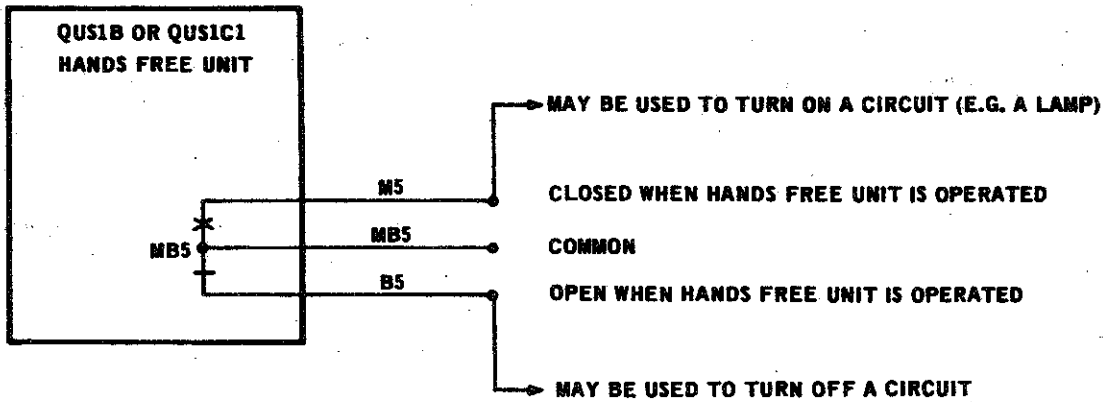 QUS1B OR QUS1C1
HANDS FREE UNIT
MAY BE USED TO TURN ON A CIRCUIT (E.G. A LAMP)
M5
CLOSED WHEN HANDS FREE UNIT IS OPERATED
MB5
MB5
COMMON
B5
OPEN WHEN HANDS FREE UNIT IS OPERATED
MAY BE USED TO TURN OFF A CIRCUIT